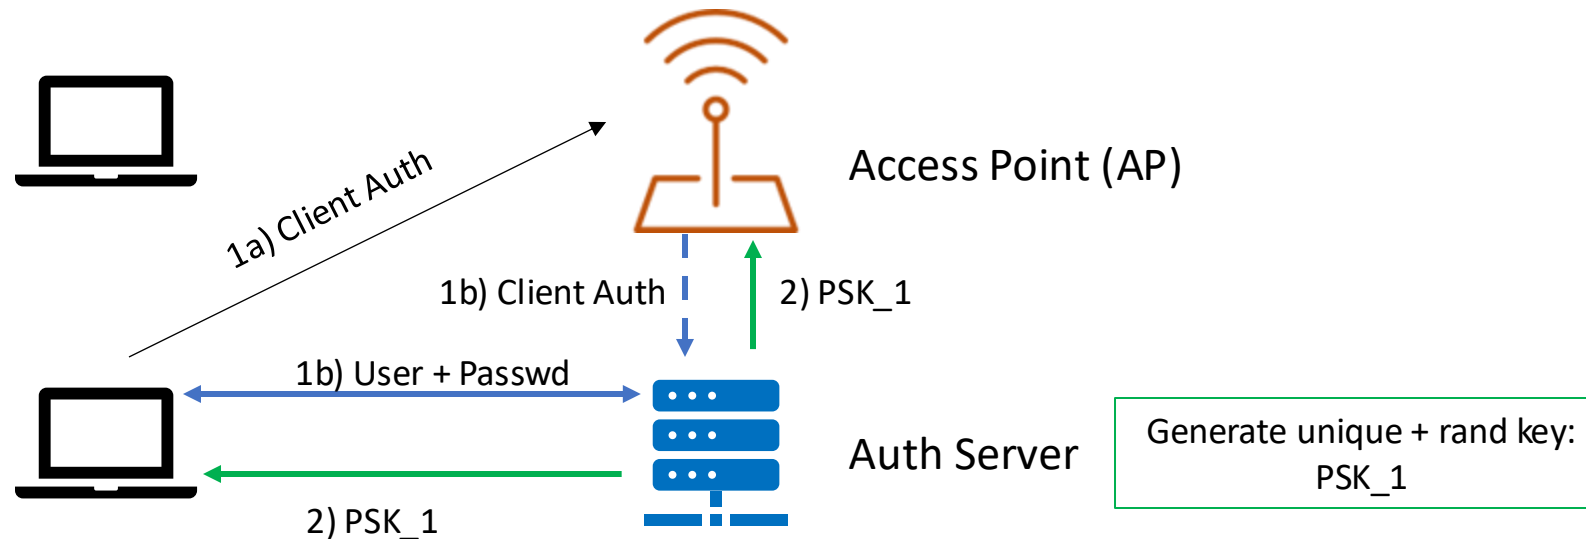 Access Point (AP)
1a) Client Auth
1b) Client Auth
2) PSK_1
1b) User + Passwd
Auth Server
Generate unique + rand key:
PSK_1
2) PSK_1